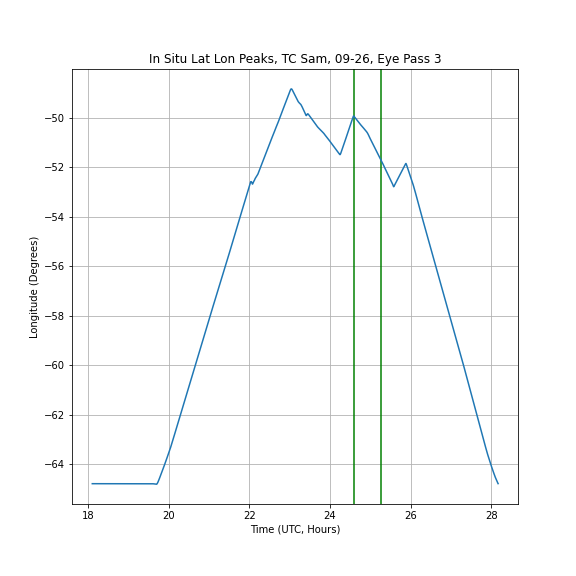 In Situ Lat Lon Peaks, TC Sam, 09-26, Eye Pass 3
−50
−52
−54
−56
−58
−60
−62
−64
Longitude (Degrees)
18 20 22 24 26 28
Time (UTC, Hours)